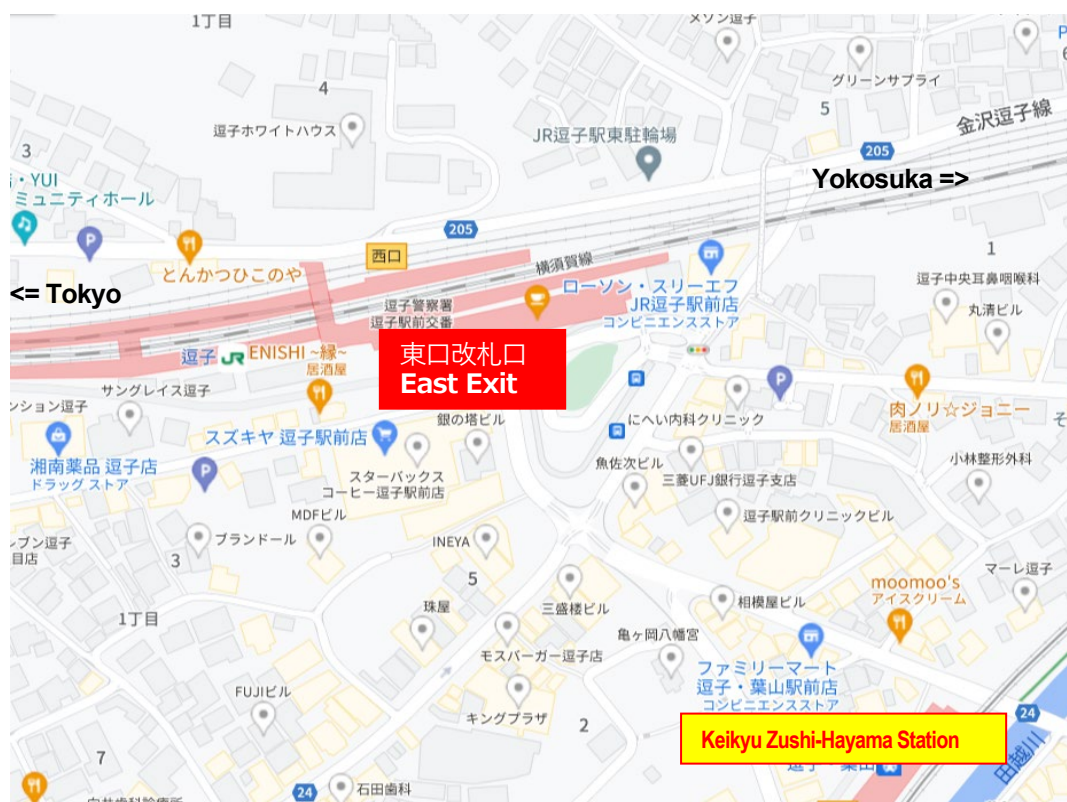 1丁目
メゾン逗子
P
6
グリーンサプライ
4
5
金沢逗子線
逗子ホワイトハウス
JR逗子駅東駐輪場
3
205
・YUI
ミュニティホール
Yokosuka =>
P
205
西口
とんかつひこのや
横須賀線
1
<= Tokyo
逗子中央耳鼻咽喉科
ローソン・スリーエフ
JR逗子駅前店
コンビニエンスストア
丸清ビル
逗子警察署
逗子駅前交番
東口改札口
East Exit
逗子 JR
ENISHI ~縁~
居酒屋
サングレイス逗子
P
ンション逗子
銀の塔ビル
にへい内科クリニック
肉ノリ☆ジョニー
居酒屋
そ
スズキヤ 逗子駅前店
湘南薬品 逗子店
ドラッグ ストア
P
スターバックス
コーヒー逗子駅前店
魚佐次ビル
三菱UFJ銀行逗子支店
小林整形外科
MDFビル
逗子駅前クリニックビル
レブン逗子
目店
ブランドール
INEYA
3
5
moomoo's
アイスクリーム
マーレ逗子
1丁目
珠屋
三盛楼ビル
相模屋ビル
亀ヶ岡八幡宮
モスバーガー逗子店
ファミリーマート
逗子・葉山駅前店
コンビニエンスストア
FUJIビル
キングプラザ
2
24
Keikyu Zushi-Hayama Station
7
逗子・葉山
田越川
24
石田歯科